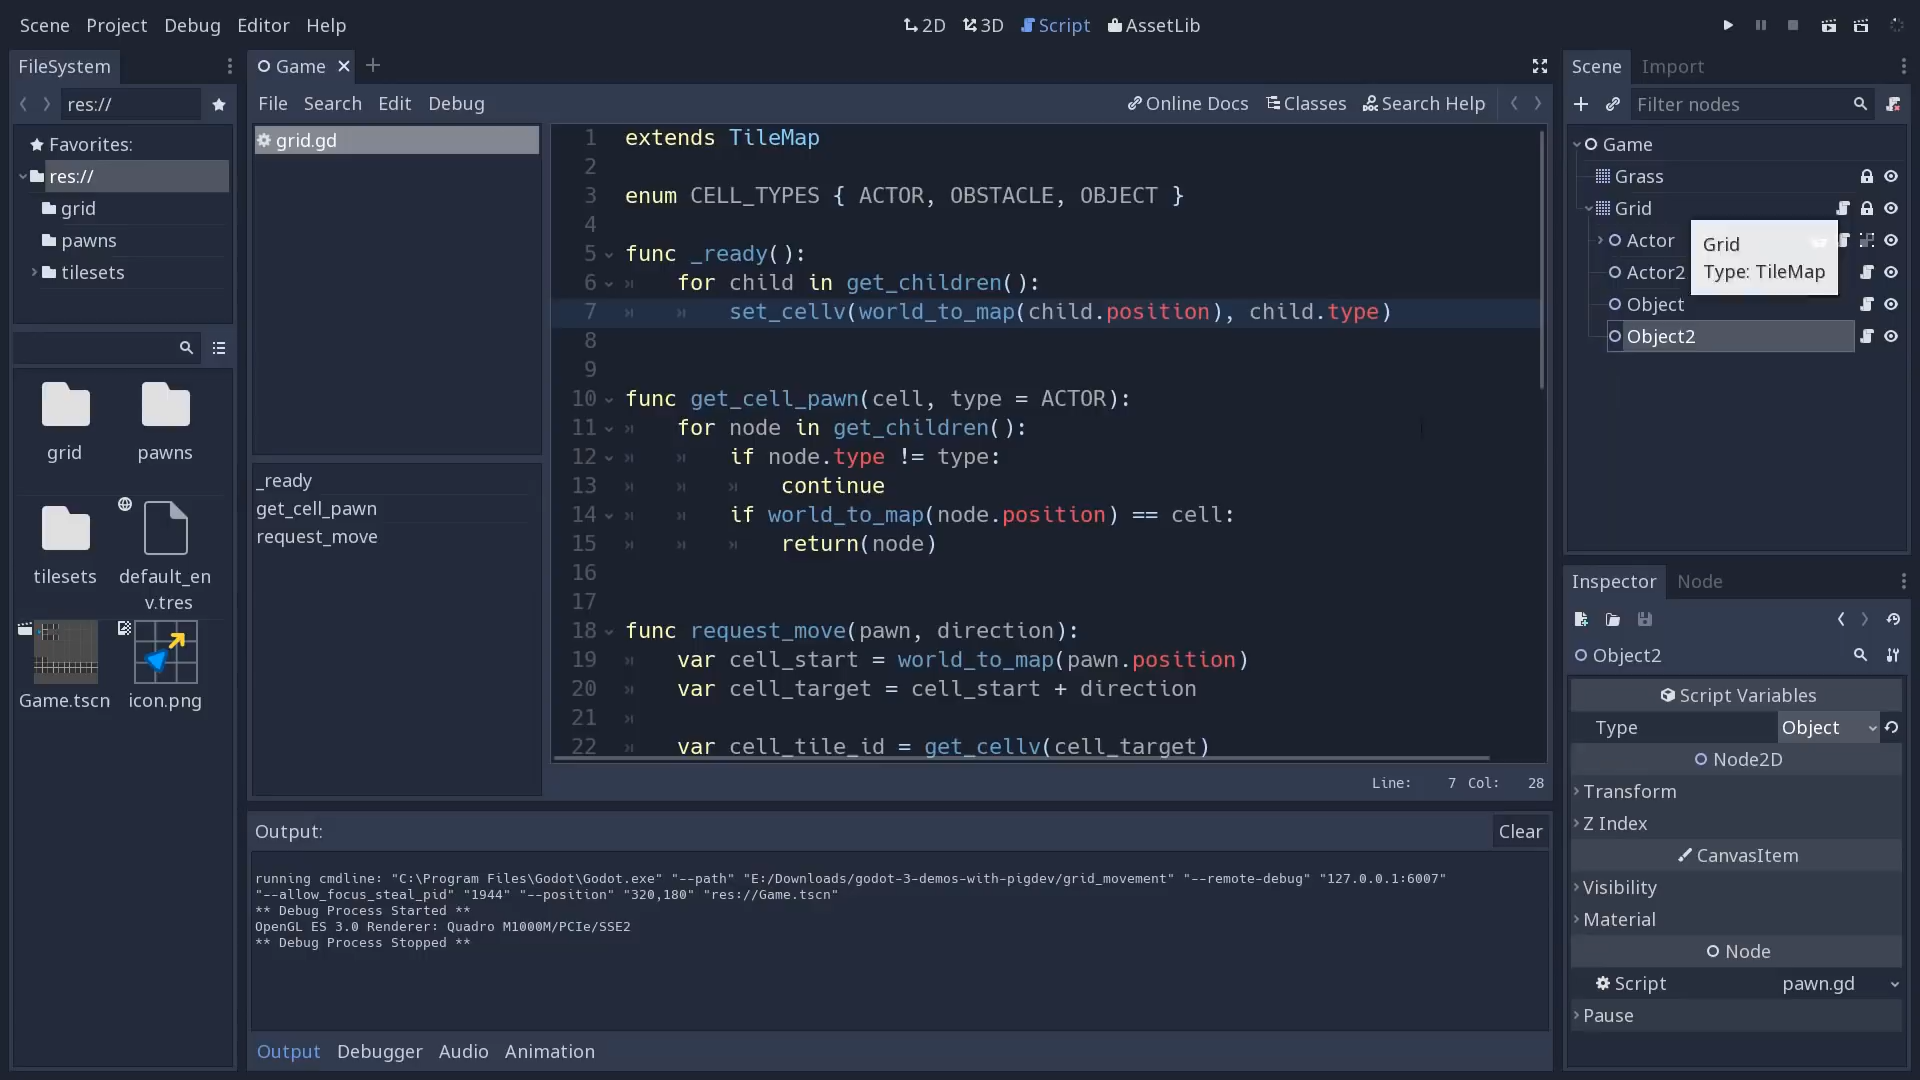 Scene Project Debug Editor Help
2D 3D Script AssetLib
FileSystem
res://
Favorites:
res://
grid
pawns
tilesets
grid pawns
tilesets default_en
v.tres
Game.tscn icon.png
Game
File Search Edit Debug
Online Docs Classes Search Help
grid.gd
_ready
get_cell_pawn
request_move
1 extends TileMap
2
3 enum CELL_TYPES { ACTOR, OBSTACLE, OBJECT }
4
5 func _ready():
6 for child in get_children():
7 set_cellv(world_to_map(child.position), child.type)
8
9
10 func get_cell_pawn(cell, type = ACTOR):
11 for node in get_children():
12 if node.type != type:
13 continue
14 if world_to_map(node.position) == cell:
15 return(node)
16
17
18 func request_move(pawn, direction):
19 var cell_start = world_to_map(pawn.position)
20 var cell_target = cell_start + direction
21
22 var cell_tile_id = get_cellv(cell_target)
Line: 7 Col: 28
Output:
Clear
running cmdline: "C:\Program Files\Godot\Godot.exe" "--path" "E:/Downloads/godot-3-demos-with-pigdev/grid_movement" "--remote-debug" "127.0.0.1:6007"
"--allow_focus_steal_pid" "1944" "--position" "320,180" "res://Game.tscn"
** Debug Process Started **
OpenGL ES 3.0 Renderer: Quadro M1000M/PCIe/SSE2
** Debug Process Stopped **
Output Debugger Audio Animation
Scene Import
Filter nodes
Game
Grass
Grid
Actor
Actor2
Object
Object2
Grid
Type: TileMap
Inspector Node
Object2
Script Variables
Type Object
Node2D
Transform
Z Index
CanvasItem
Visibility
Material
Node
Script pawn.gd
Pause